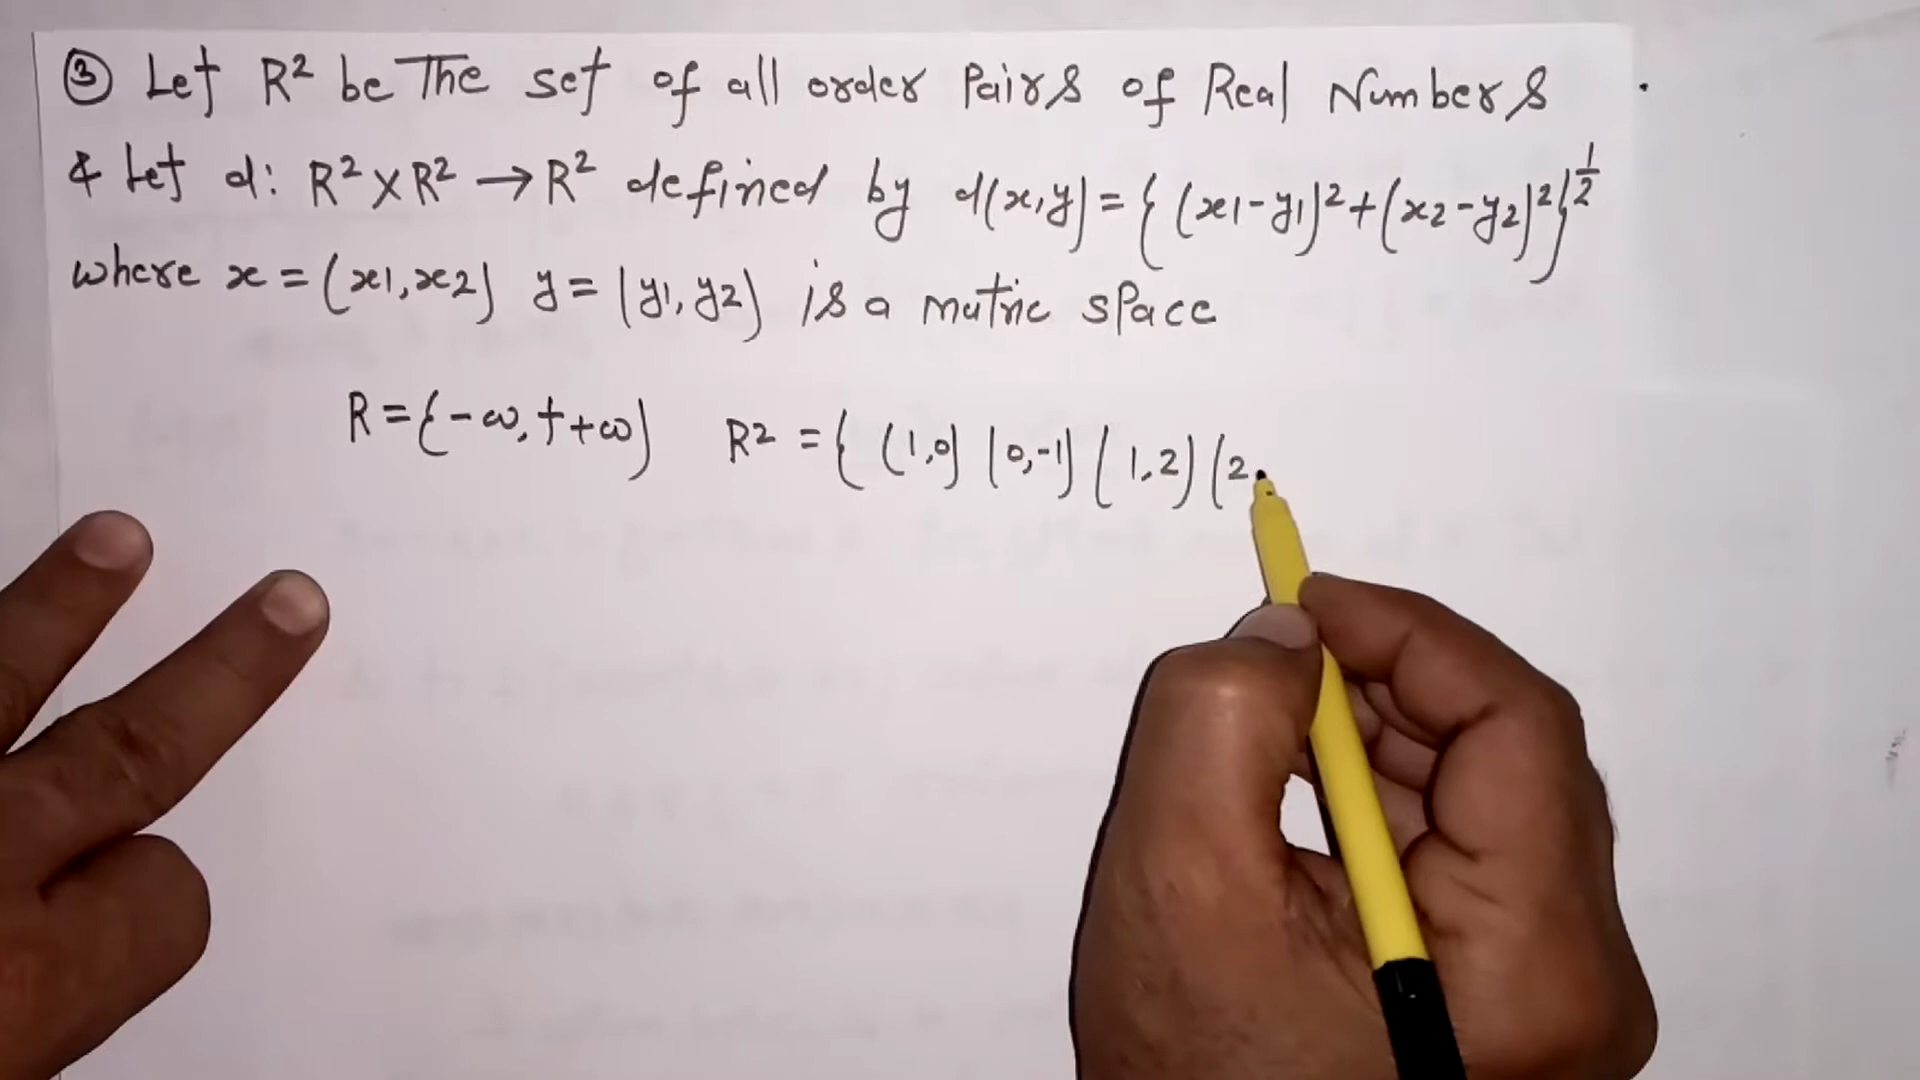 ③ Let R² be The set of all order Pairs of Real Numbers
& Let d: R² × R² → R² defined by d(x,y) = {(x1-y1)²+(x2-y2)²}^1/2
where x = (x1,x2) y = (y1,y2) is a metric space
R = {-∞, + +∞) R² = { (1,0) (0,-1) (1,2) (2,